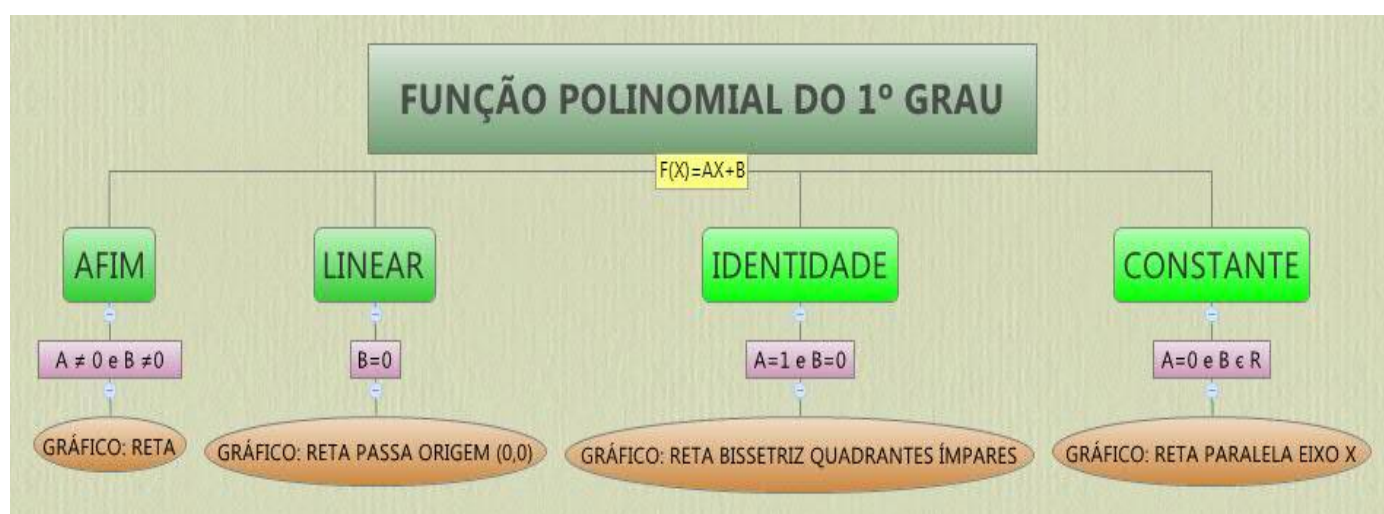 FUNÇÃO POLINOMIAL DO 1º GRAU
F(X)=AX+B
AFIM
LINEAR
IDENTIDADE
CONSTANTE
A ≠ 0 e B ≠0
B=0
A=1 e B=0
A=0 e B є R
GRÁFICO: RETA
GRÁFICO: RETA PASSA ORIGEM (0,0)
GRÁFICO: RETA BISSETRIZ QUADRANTES ÍMPARES
GRÁFICO: RETA PARALELA EIXO X